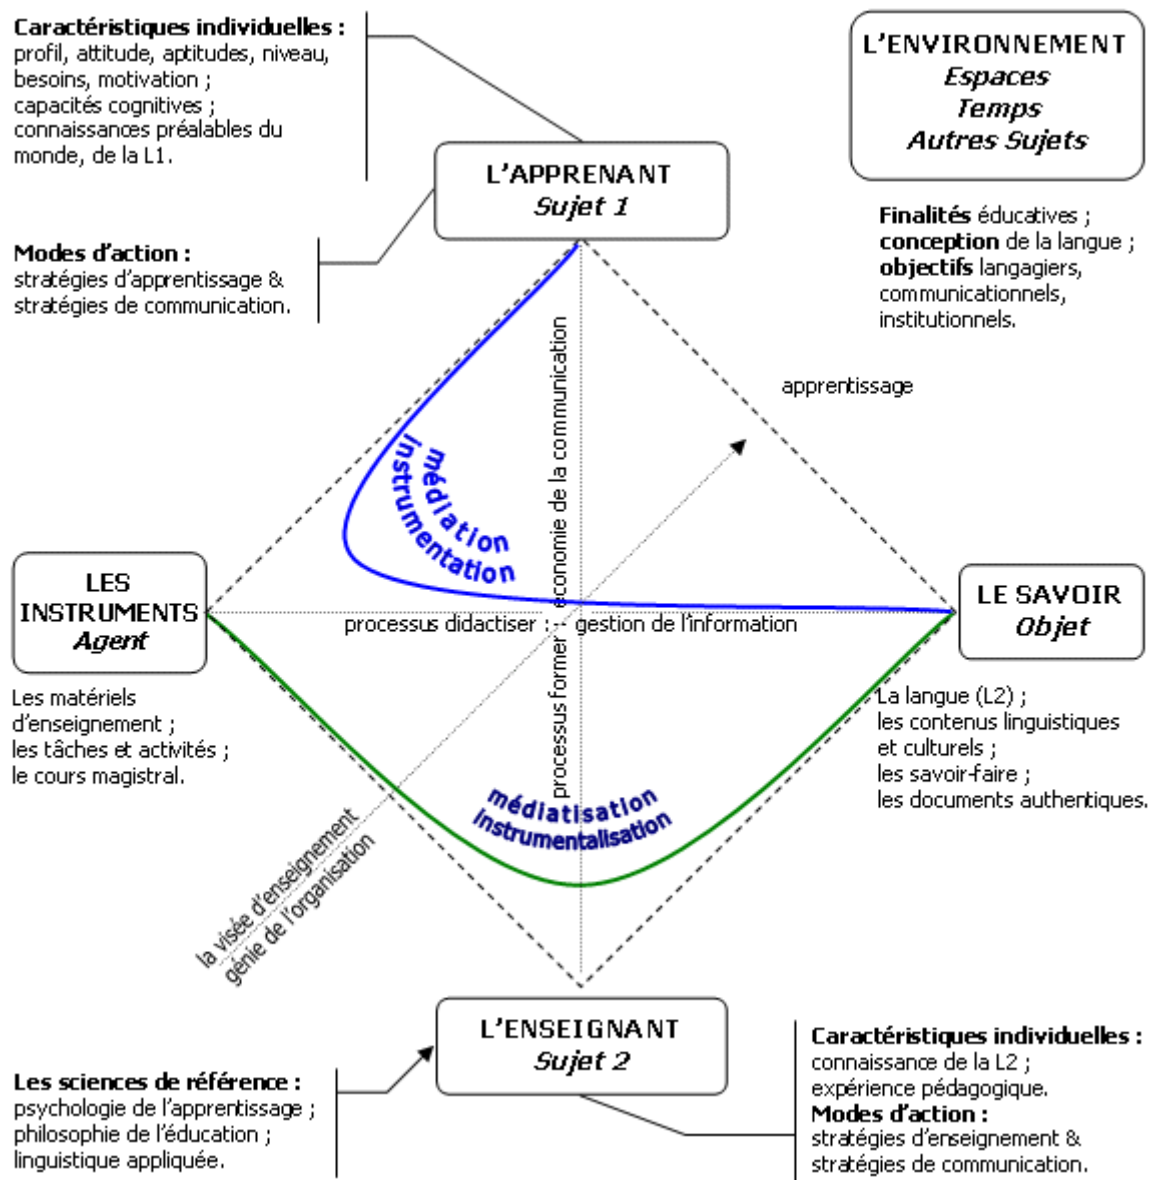 Caractéristiques individuelles :
profil, attitude, aptitudes, niveau,
besoins, motivation ;
capacités cognitives ;
connaissances préalables du
monde, de la L1.
L'ENVIRONNEMENT
Espaces
Temps
Autres Sujets
L'APPRENANT
Sujet 1
Modes d'action :
stratégies d'apprentissage &
stratégies de communication.
Finalités éducatives ;
conception de la langue ;
objectifs langagiers,
communicationnels,
institutionnels.
apprentissage
médiation
instrumentation
processus former -- économie de la communication
LES
INSTRUMENTS
Agent
processus didactiser : -- gestion de l'information
LE SAVOIR
Objet
Les matériels
d'enseignement ;
les tâches et activités ;
le cours magistral.
La langue (L2) ;
les contenus linguistiques
et culturels ;
les savoir-faire ;
les documents authentiques.
médiatisation
instrumentalisation
la visée d'enseignement
génie de l'organisation
L'ENSEIGNANT
Sujet 2
Les sciences de référence :
psychologie de l'apprentissage ;
philosophie de l'éducation ;
linguistique appliquée.
Caractéristiques individuelles :
connaissance de la L2 ;
expérience pédagogique.
Modes d'action :
stratégies d'enseignement &
stratégies de communication.